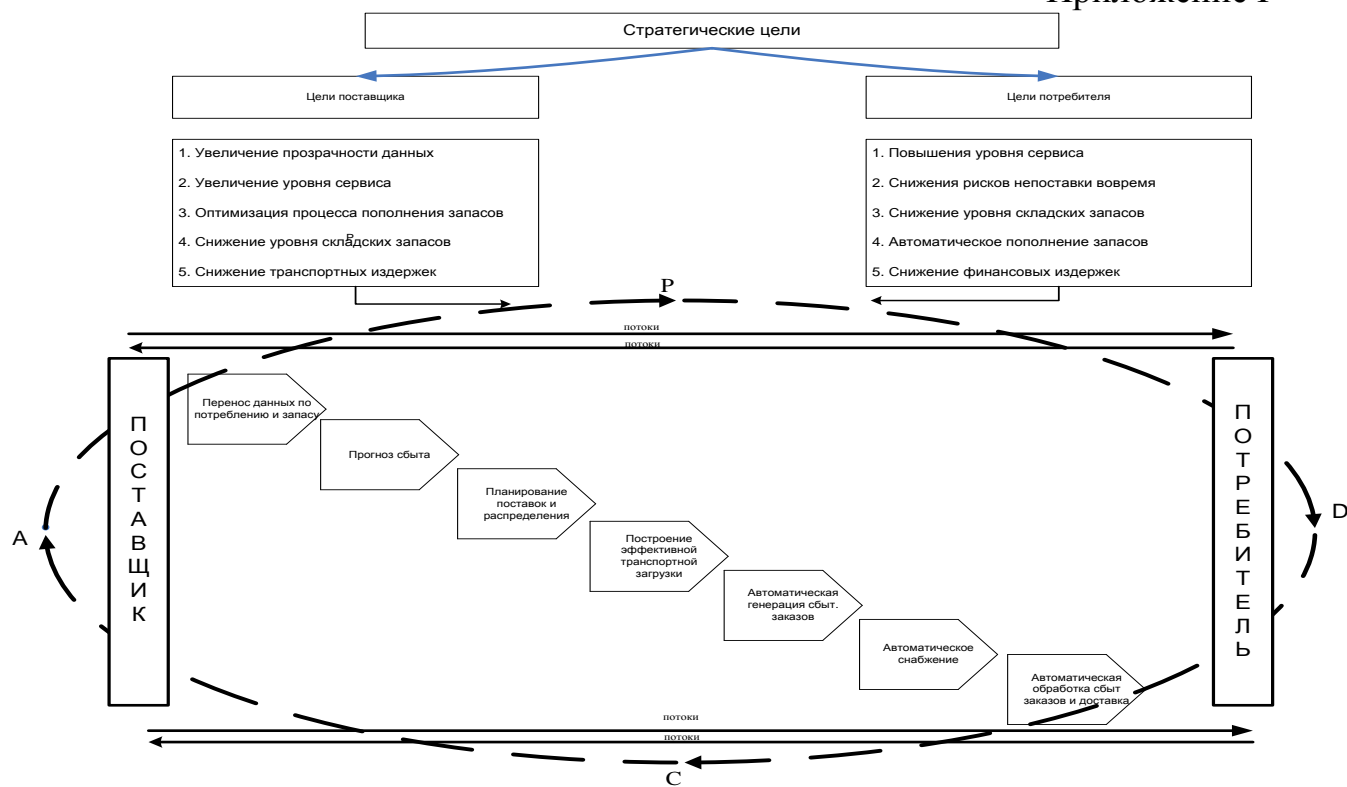 Приложение
Стратегические цели
Цели поставщика
Цели потребителя
1. Увеличение прозрачности данных
2. Увеличение уровня сервиса
3. Оптимизация процесса пополнения запасов
4. Снижение уровня складских запасов
5. Снижение транспортных издержек
1. Повышения уровня сервиса
2. Снижения рисков непоставки вовремя
3. Снижение уровня складских запасов
4. Автоматическое пополнение запасов
5. Снижение финансовых издержек
P
потоки
потоки
ПОСТАВЩИК
Перенос данных по
потреблению и запасу
Прогноз сбыта
Планирование
поставок и
распределения
Построение
эффективной
транспортной
загрузки
Автоматическая
генерация сбыт.
заказов
Автоматическое
снабжение
Автоматическая
обработка сбыт
заказов и доставка
ПОТРЕБИТЕЛЬ
A
D
потоки
потоки
C